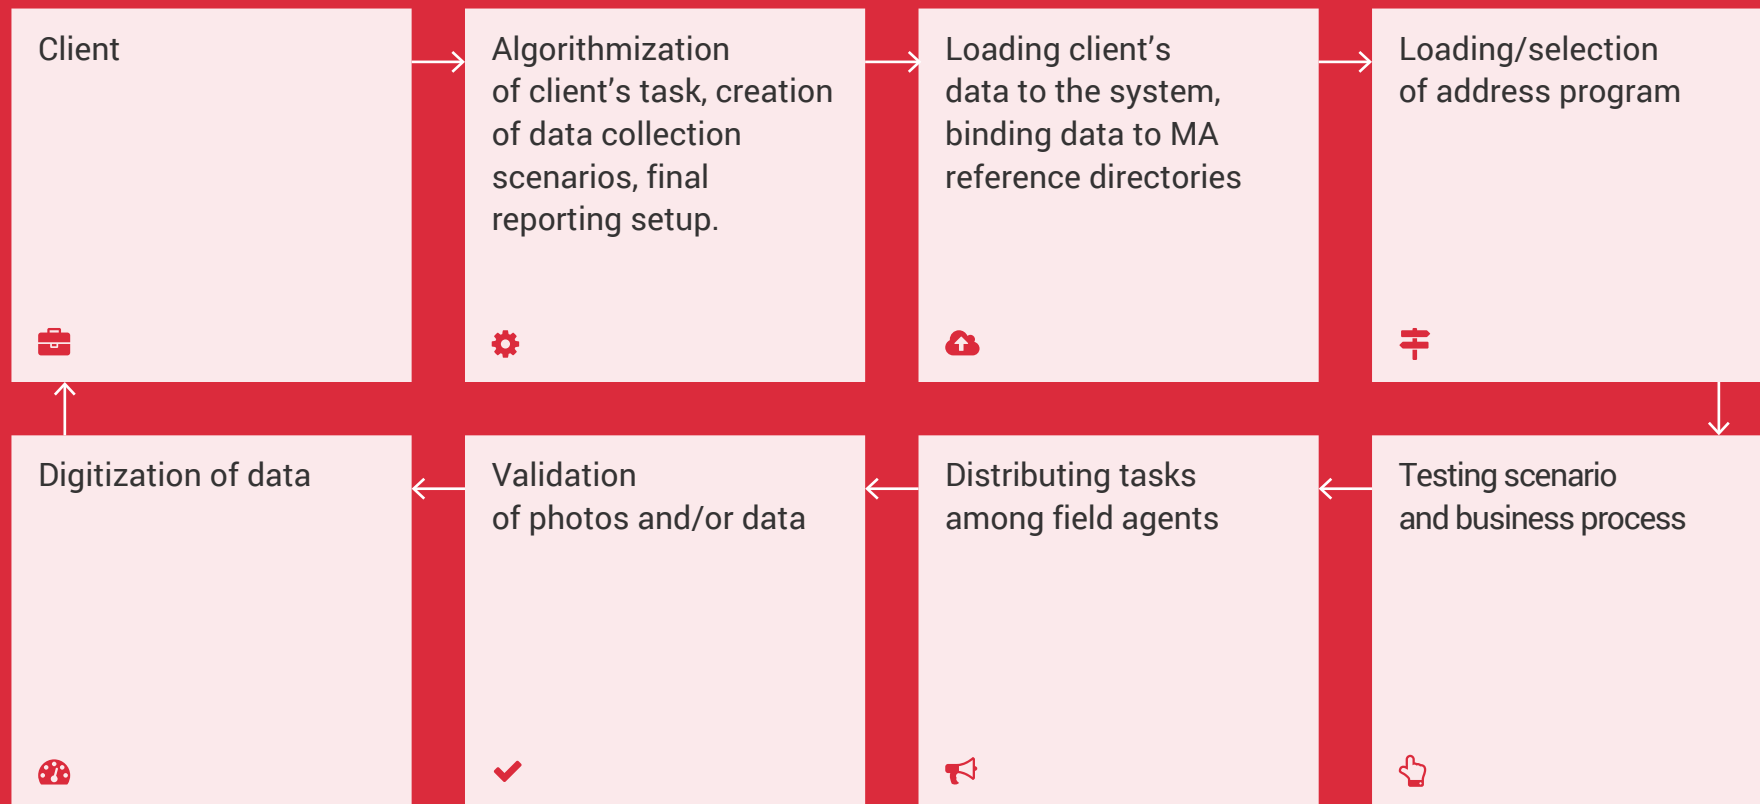 Client
Algorithmization
of client’s task, creation
of data collection
scenarios, final
reporting setup.
Loading client’s
data to the system,
binding data to MA
reference directories
Loading/selection
of address program
Digitization of data
Validation
of photos and/or data
Distributing tasks
among field agents
Testing scenario
and business process